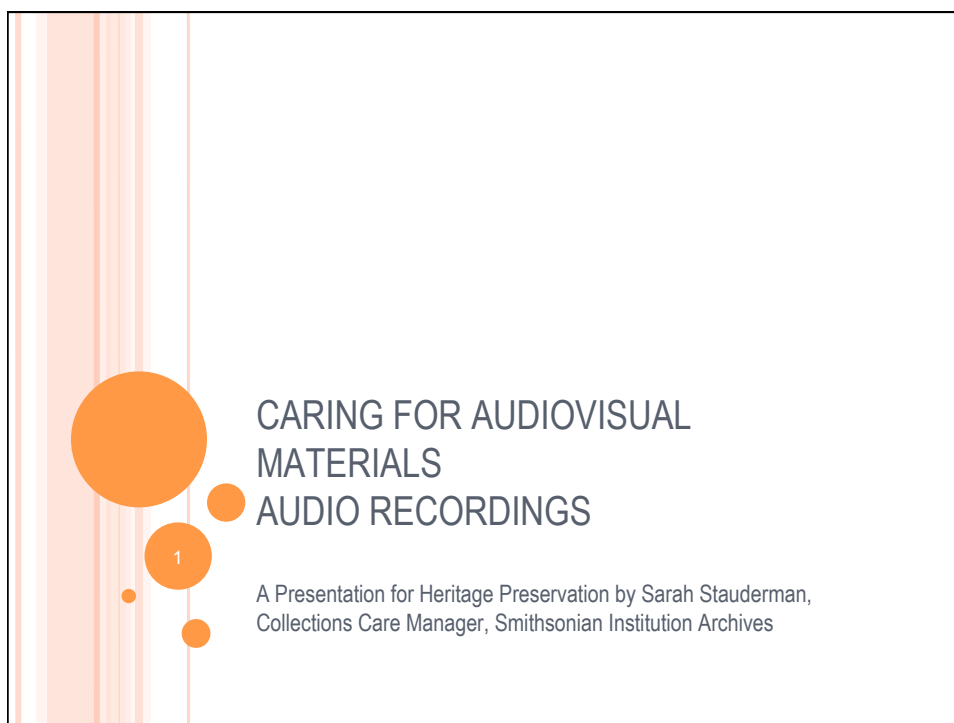 CARING FOR AUDIOVISUAL
MATERIALS
AUDIO RECORDINGS
1
A Presentation for Heritage Preservation by Sarah Stauderman,
Collections Care Manager, Smithsonian Institution Archives